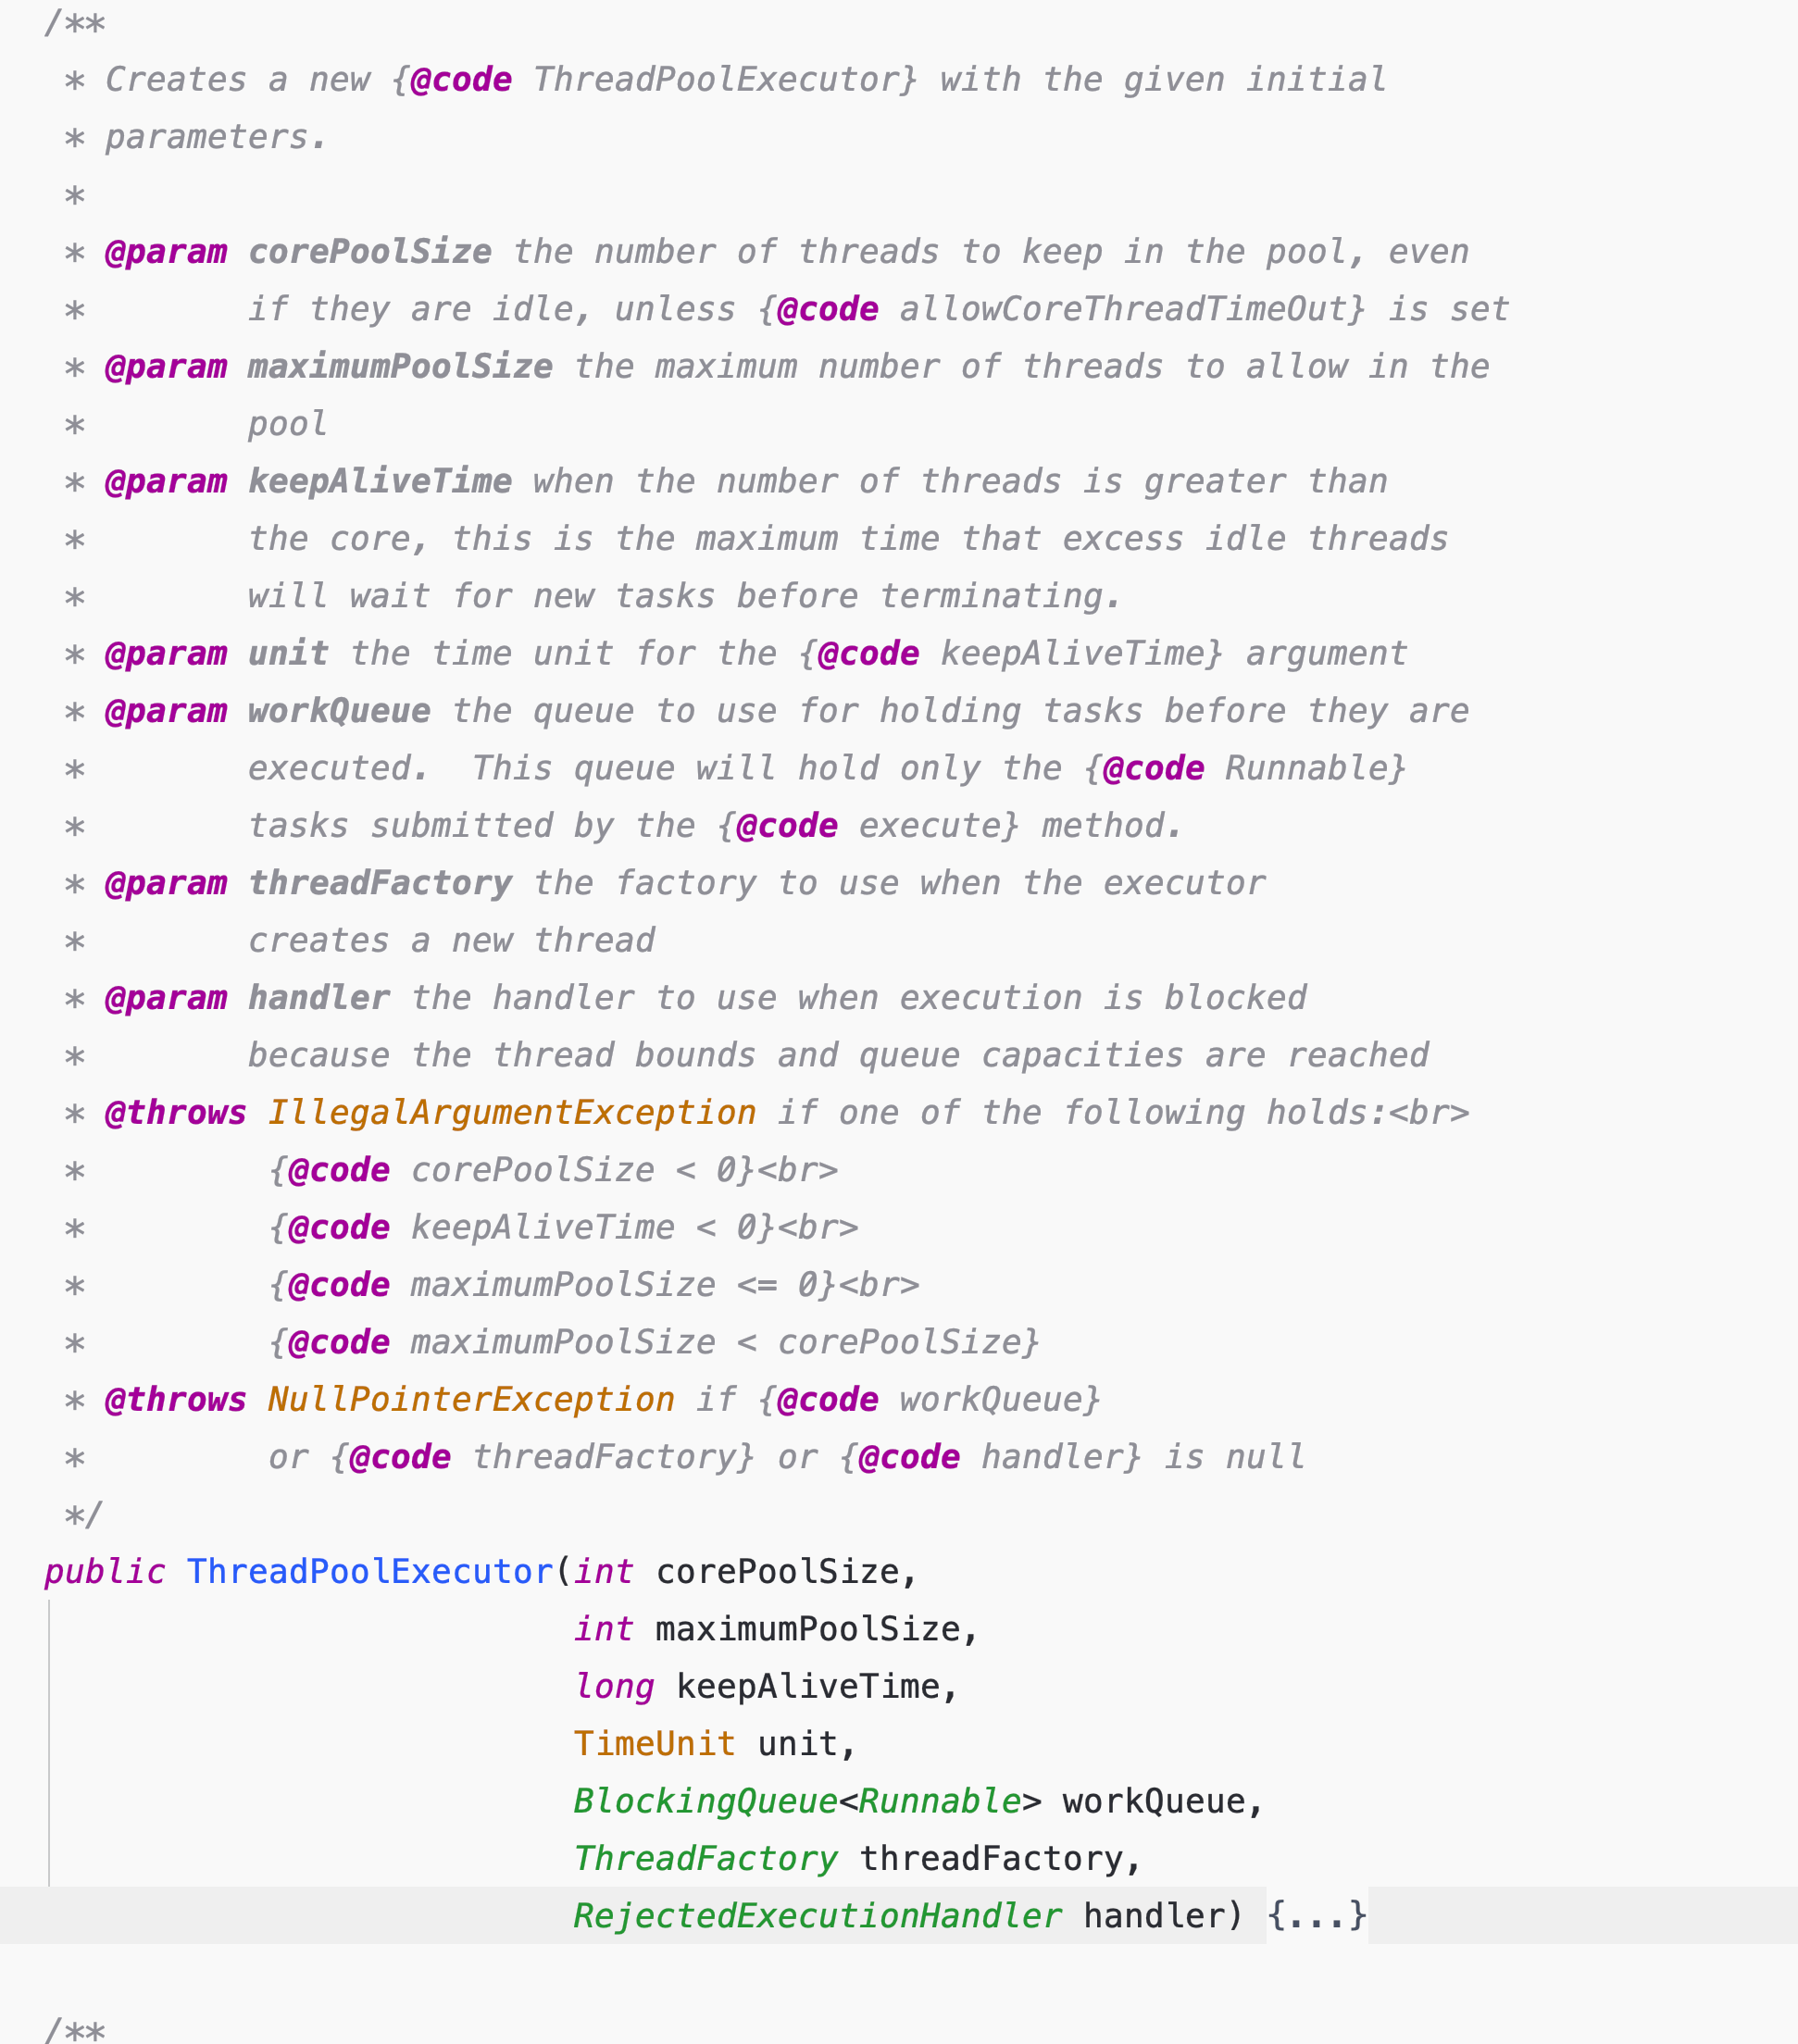 /**
 * Creates a new {@code ThreadPoolExecutor} with the given initial
 * parameters.
 *
 * @param corePoolSize the number of threads to keep in the pool, even
 *        if they are idle, unless {@code allowCoreThreadTimeOut} is set
 * @param maximumPoolSize the maximum number of threads to allow in the
 *        pool
 * @param keepAliveTime when the number of threads is greater than
 *        the core, this is the maximum time that excess idle threads
 *        will wait for new tasks before terminating.
 * @param unit the time unit for the {@code keepAliveTime} argument
 * @param workQueue the queue to use for holding tasks before they are
 *        executed.  This queue will hold only the {@code Runnable}
 *        tasks submitted by the {@code execute} method.
 * @param threadFactory the factory to use when the executor
 *        creates a new thread
 * @param handler the handler to use when execution is blocked
 *        because the thread bounds and queue capacities are reached
 * @throws IllegalArgumentException if one of the following holds:<br>
 *         {@code corePoolSize < 0}<br>
 *         {@code keepAliveTime < 0}<br>
 *         {@code maximumPoolSize <= 0}<br>
 *         {@code maximumPoolSize < corePoolSize}
 * @throws NullPointerException if {@code workQueue}
 *         or {@code threadFactory} or {@code handler} is null
 */
public ThreadPoolExecutor(int corePoolSize,
                          int maximumPoolSize,
                          long keepAliveTime,
                          TimeUnit unit,
                          BlockingQueue<Runnable> workQueue,
                          ThreadFactory threadFactory,
                          RejectedExecutionHandler handler) {...}
/**